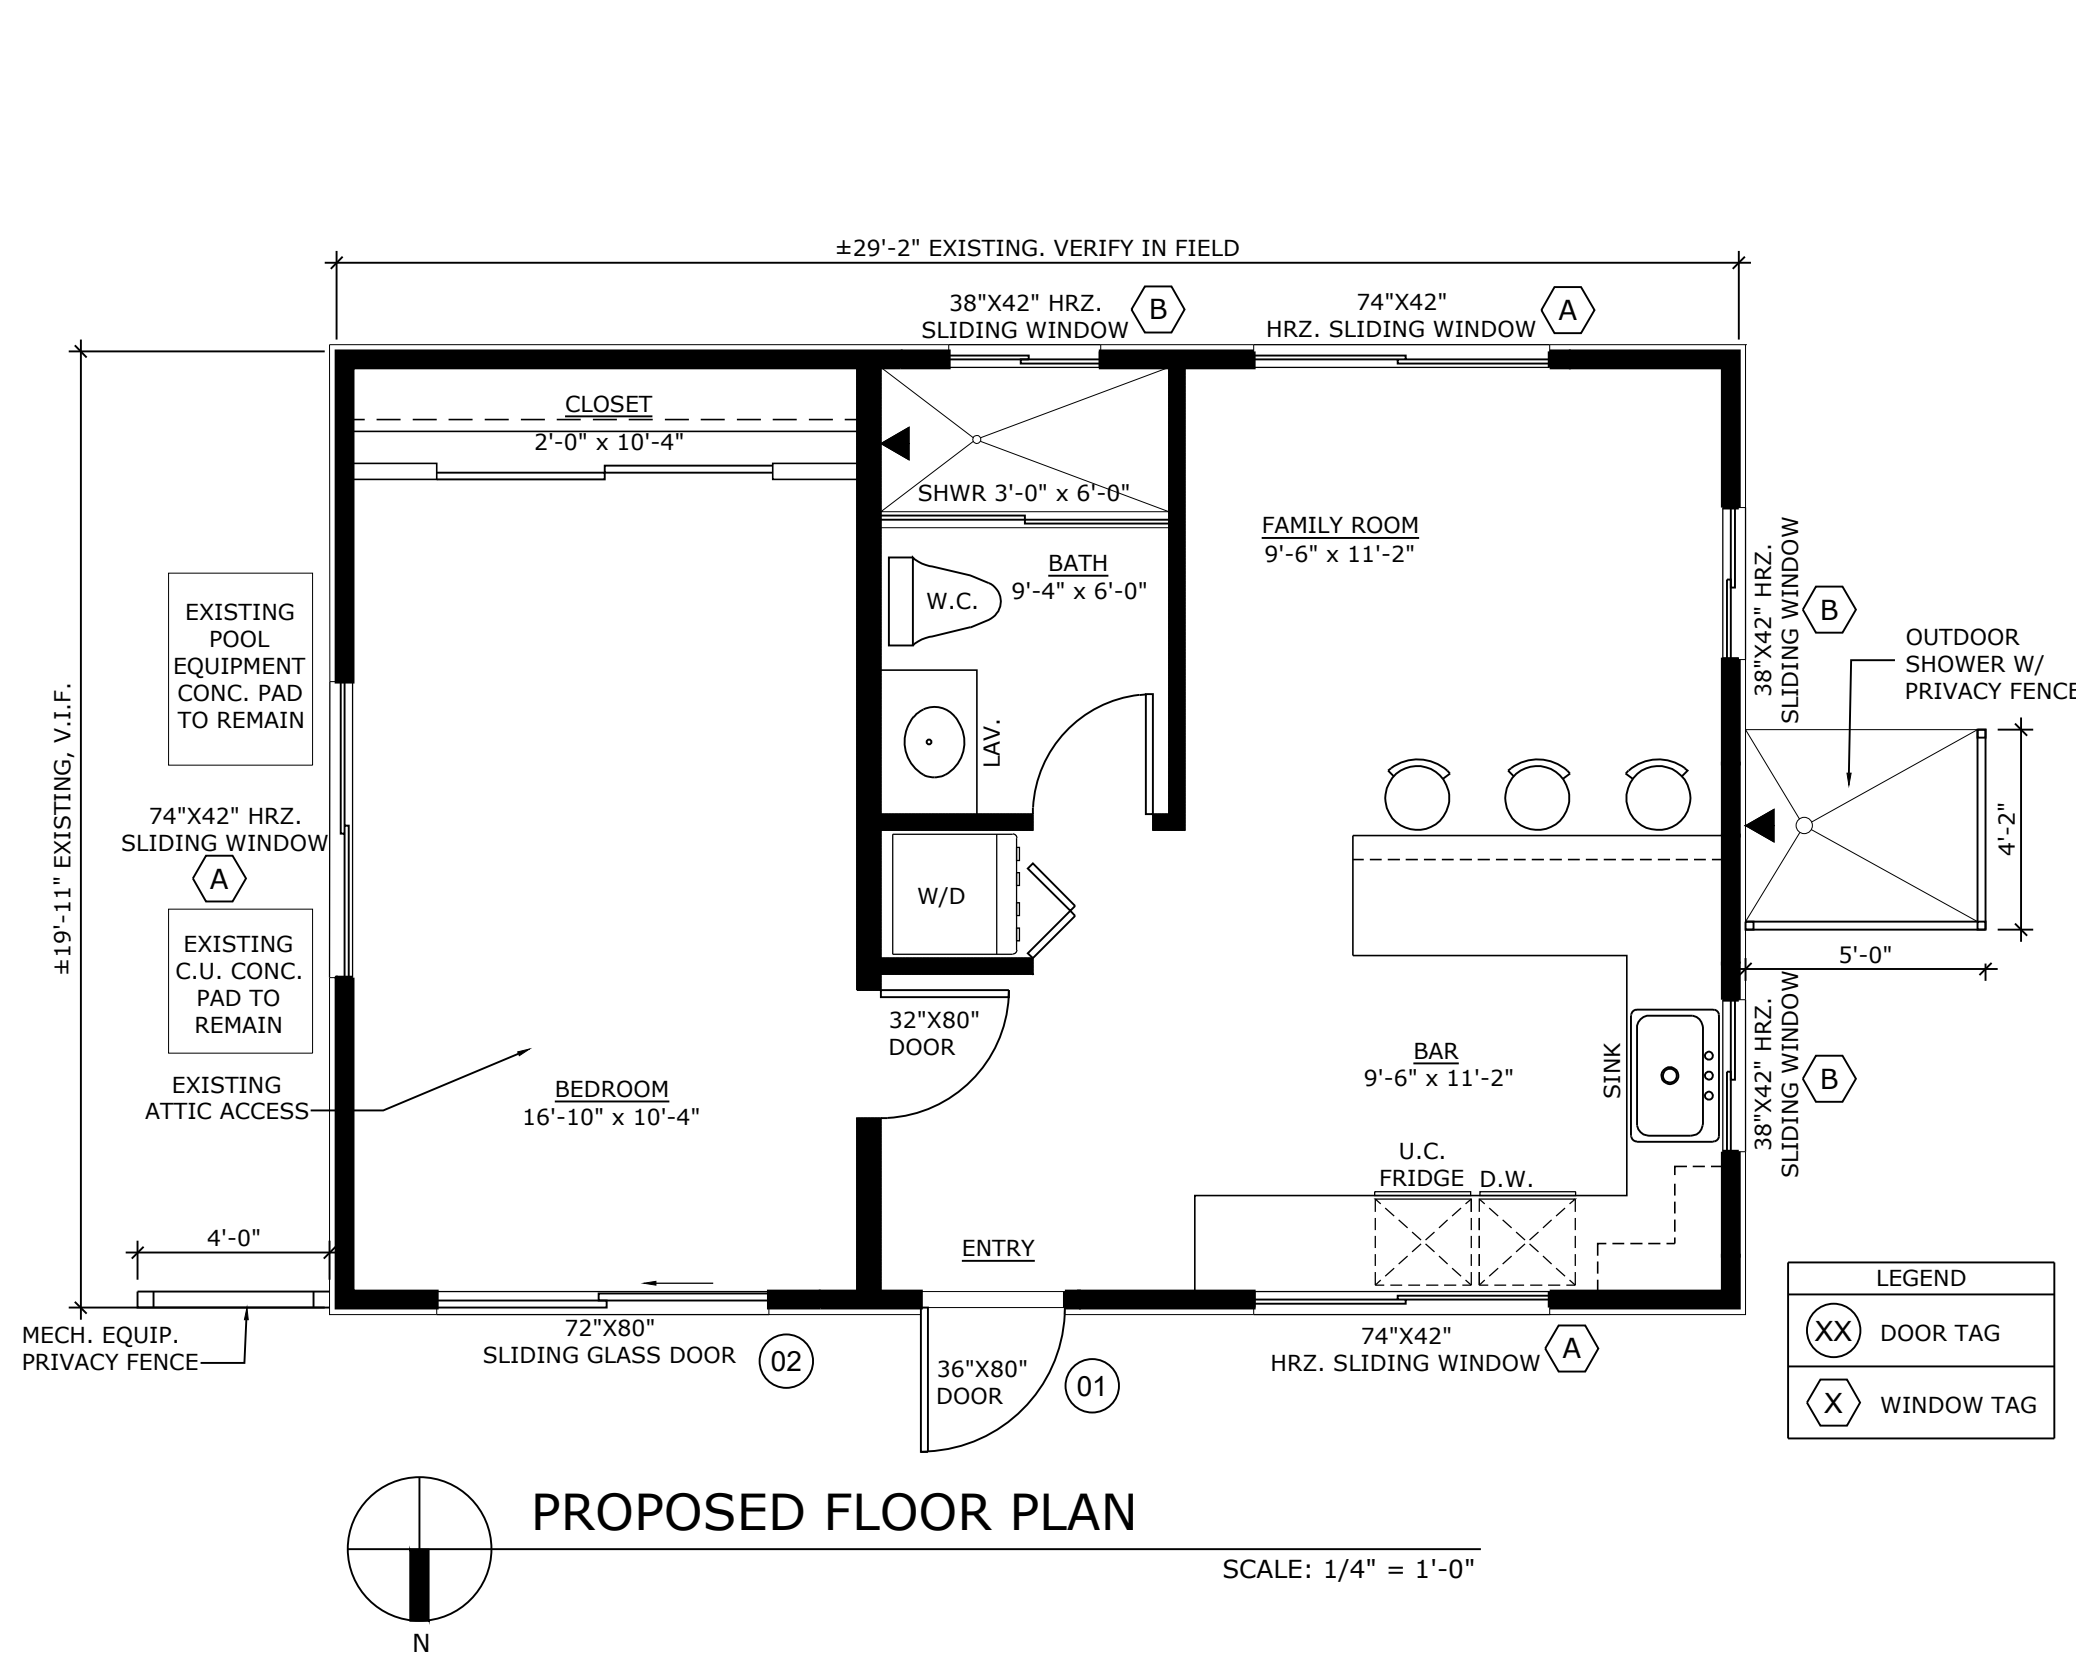 ±29'-2" EXISTING. VERIFY IN FIELD
38"X42" HRZ.
SLIDING WINDOW
B
74"X42"
HRZ. SLIDING WINDOW
A
CLOSET
2'-0" x 10'-4"
SHWR 3'-0" x 6'-0"
FAMILY ROOM
9'-6" x 11'-2"
BATH
9'-4" x 6'-0"
W.C.
LAV.
EXISTING
POOL
EQUIPMENT
CONC. PAD
TO REMAIN
±19'-11" EXISTING, V.I.F.
74"X42" HRZ.
SLIDING WINDOW
A
EXISTING
C.U. CONC.
PAD TO
REMAIN
EXISTING
ATTIC ACCESS
38"X42" HRZ.
SLIDING WINDOW
B
OUTDOOR
SHOWER W/
PRIVACY FENCE
4'-2"
5'-0"
W/D
32"X80"
DOOR
BEDROOM
16'-10" x 10'-4"
BAR
9'-6" x 11'-2"
SINK
38"X42" HRZ.
SLIDING WINDOW
B
U.C.
FRIDGE
D.W.
ENTRY
4'-0"
MECH. EQUIP.
PRIVACY FENCE
72"X80"
SLIDING GLASS DOOR
02
36"X80"
DOOR
01
74"X42"
HRZ. SLIDING WINDOW
A
LEGEND
XX DOOR TAG
X WINDOW TAG
PROPOSED FLOOR PLAN
SCALE: 1/4" = 1'-0"
N